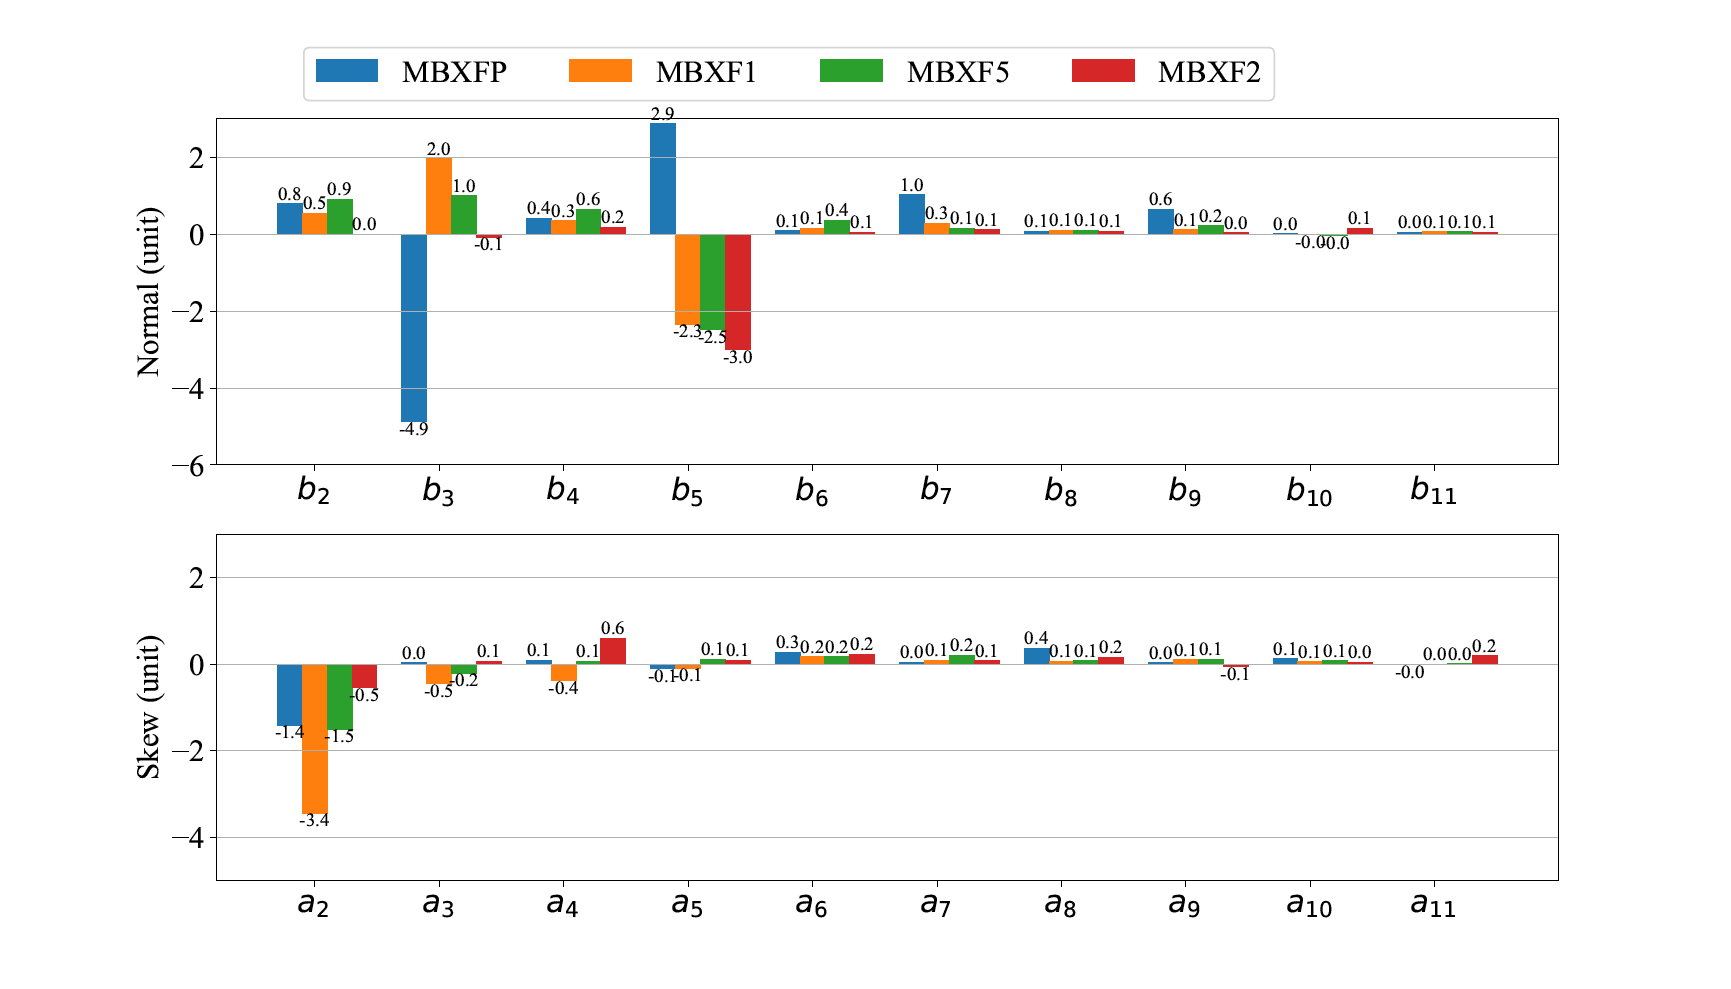 MBXFP MBXF1 MBXF5 MBXF2
Normal (unit)
2
0
−2
−4
−6
0.8 0.5 0.9 0.0
-4.9 2.0 1.0 -0.1
0.4 0.3 0.6 0.2
2.9 -2.3 -2.5 -3.0
0.1 0.1 0.4 0.1
1.0 0.3 0.1 0.1
0.1 0.1 0.1 0.1
0.6 0.1 0.2 0.0
0.0 -0.0 -0.0 0.1
0.0 0.1 0.1 0.1
b2 b3 b4 b5 b6 b7 b8 b9 b10 b11
Skew (unit)
2
0
−2
−4
-1.4 -3.4 -1.5 -0.5
0.0 -0.5 -0.2 0.1
0.1 -0.4 0.1 0.6
-0.1 -0.1 0.1 0.1
0.3 0.2 0.2 0.2
0.0 0.1 0.2 0.1
0.4 0.1 0.1 0.2
0.0 0.1 0.1 -0.1
0.1 0.1 0.1 0.0
-0.0 0.0 0.0 0.2
a2 a3 a4 a5 a6 a7 a8 a9 a10 a11